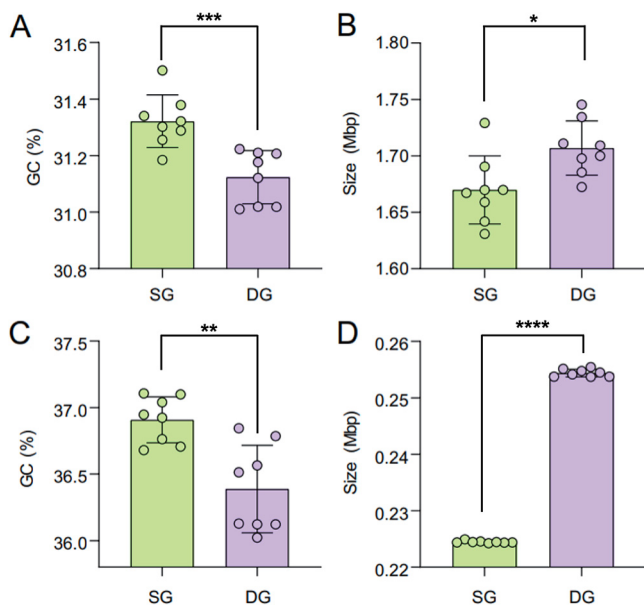 A
***
31.6
31.4
31.2
31.0
30.8
GC (%)
SG
DG
B
*
1.80
1.75
1.70
1.65
1.60
Size (Mbp)
SG
DG
C
**
37.5
37.0
36.5
36.0
GC (%)
SG
DG
D
****
0.26
0.25
0.24
0.23
0.22
Size (Mbp)
SG
DG